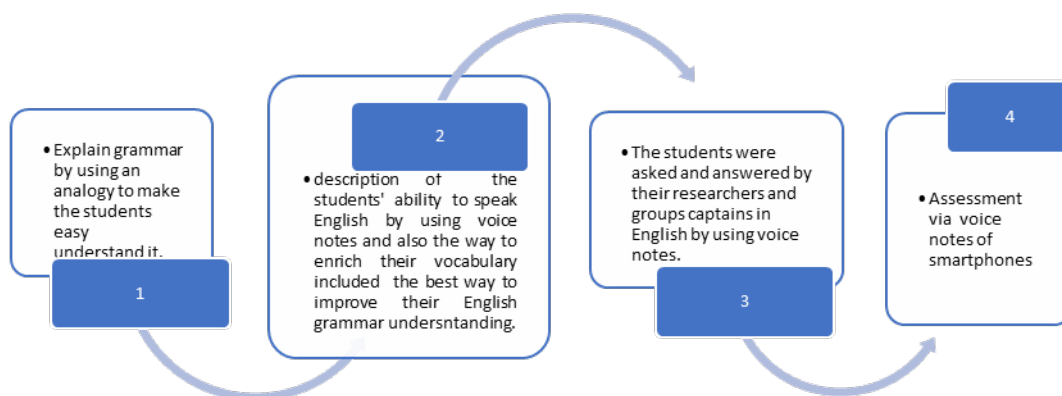 • Explain grammar
by using an
analogy to make
the students
easy
understand it.
1
2
• description of the
students' ability to speak
English by using voice
notes and also the way to
enrich their vocabulary
included the best way to
improve their English
grammar undersntanding.
• The students were
asked and answered by
their researchers and
groups captains in
English by using voice
notes.
3
4
• Assessment
via voice
notes of
smartphones